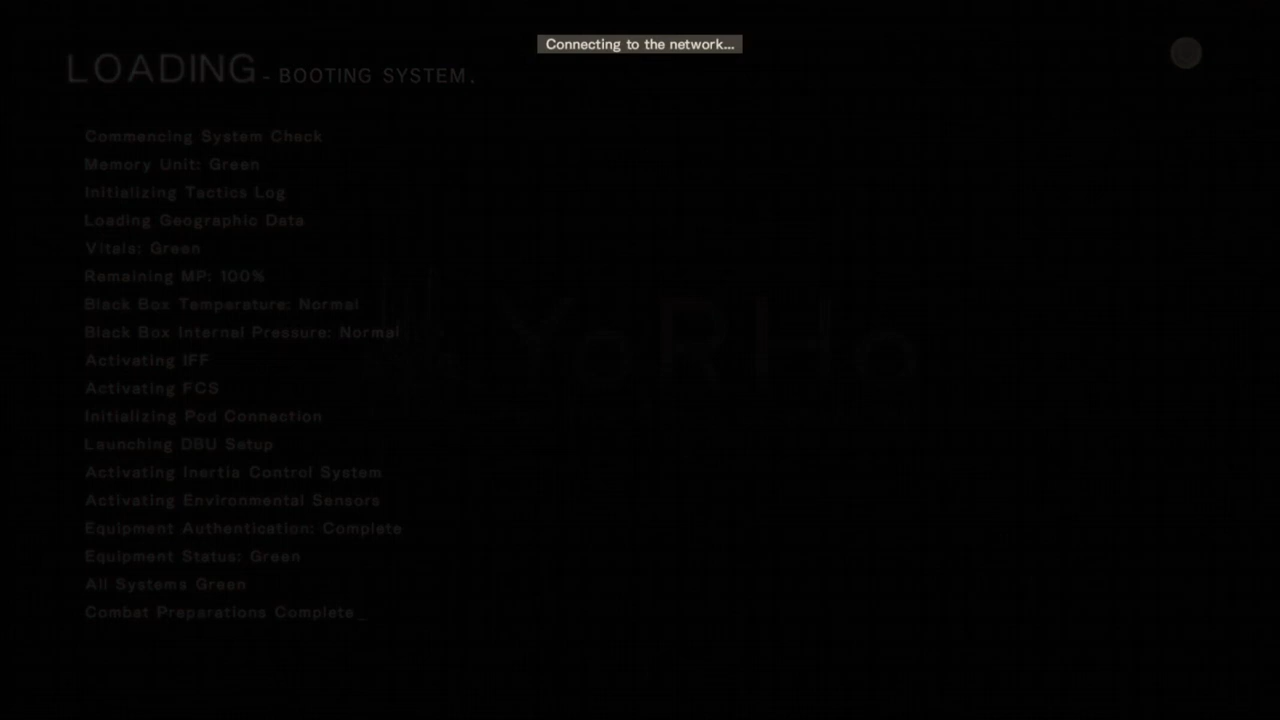 Connecting to the network...
LOADING - BOOTING SYSTEM.
Commencing System Check
Memory Unit: Green
Initializing Tactics Log
Loading Geographic Data
Vitals: Green
Remaining MP: 100%
Black Box Temperature: Normal
Black Box Internal Pressure: Normal
YoRHa
Activating IFF
Activating FCS
Initializing Pod Connection
Launching DBU Setup
Activating Inertia Control System
Activating Environmental Sensors
Equipment Authentication: Complete
Equipment Status: Green
All Systems Green
Combat Preparations Complete _